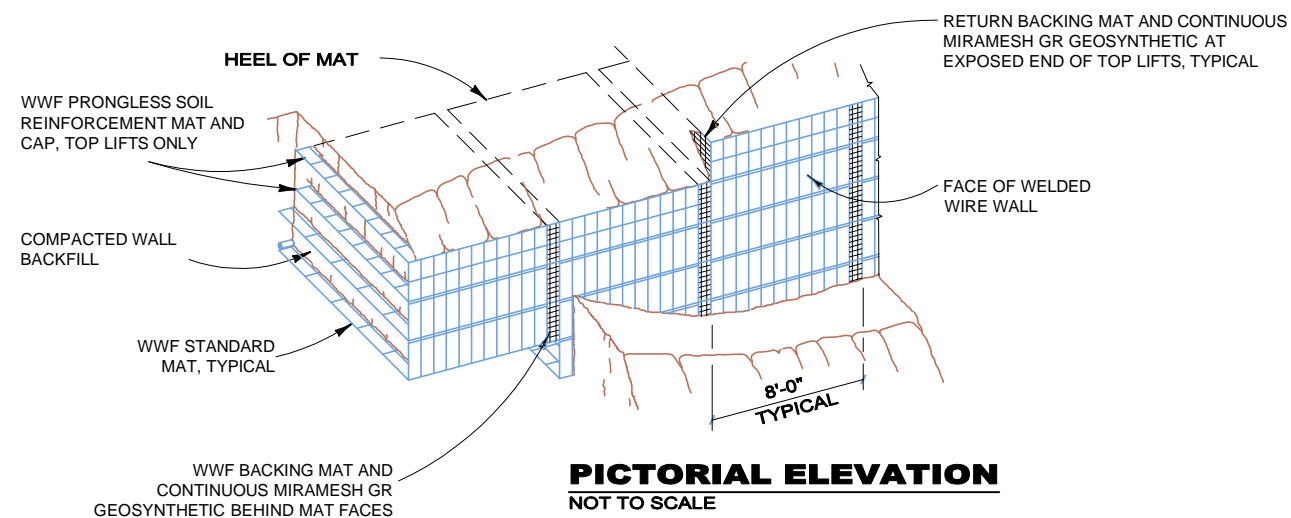 HEEL OF MAT
WWF PRONGLESS SOIL
REINFORCEMENT MAT AND
CAP, TOP LIFTS ONLY
COMPACTED WALL
BACKFILL
WWF STANDARD
MAT, TYPICAL
WWF BACKING MAT AND
CONTINUOUS MIRAMESH GR
GEOSYNTHETIC BEHIND MAT FACES
RETURN BACKING MAT AND CONTINUOUS
MIRAMESH GR GEOSYNTHETIC AT
EXPOSED END OF TOP LIFTS, TYPICAL
FACE OF WELDED
WIRE WALL
8'-0"
TYPICAL
PICTORIAL ELEVATION
NOT TO SCALE